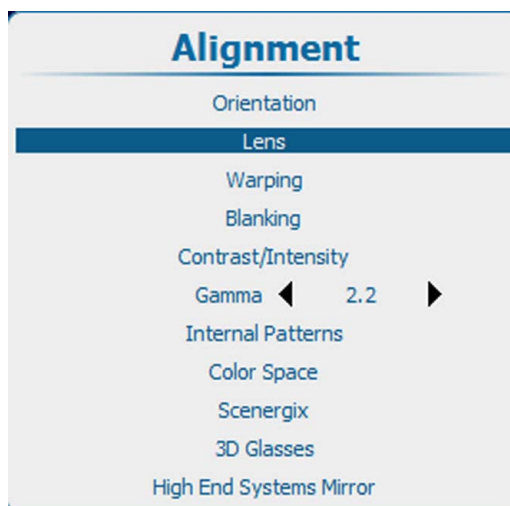 Alignment
Orientation
Lens
Warping
Blanking
Contrast/Intensity
Gamma 2.2
Internal Patterns
Color Space
Scenergix
3D Glasses
High End Systems Mirror